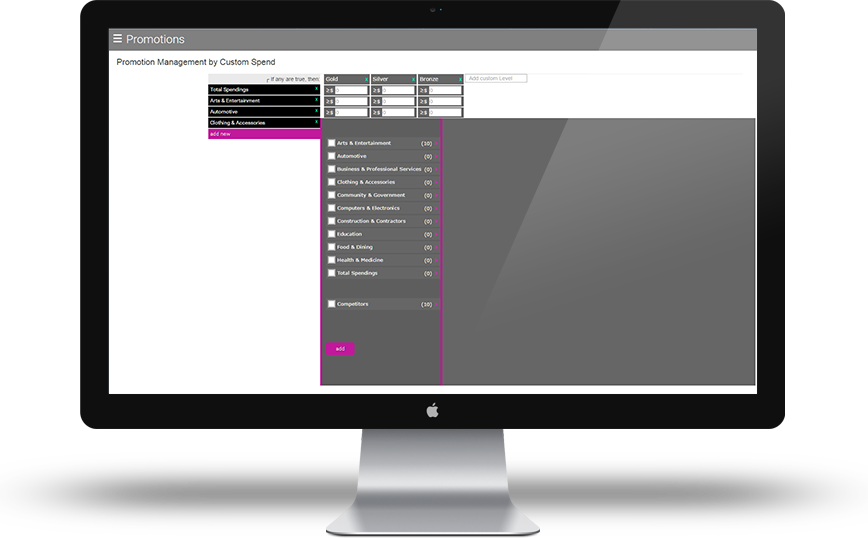 ☰ Promotions
Promotion Management by Custom Spend
┌ If any are true, then: Gold x Silver x Bronze x Add custom Level
Total Spendings x ≥ $ 0 ≥ $ 0 ≥ $ 0
Arts & Entertainment x ≥ $ 0 ≥ $ 0 ≥ $ 0
Automotive x ≥ $ 0 ≥ $ 0 ≥ $ 0
Clothing & Accessories x
add new
Arts & Entertainment (10)
Automotive (0)
Business & Professional Services (0)
Clothing & Accessories (0)
Community & Government (0)
Computers & Electronics (0)
Construction & Contractors (0)
Education (0)
Food & Dining (0)
Health & Medicine (0)
Total Spendings (0)
Competitors (10)
add